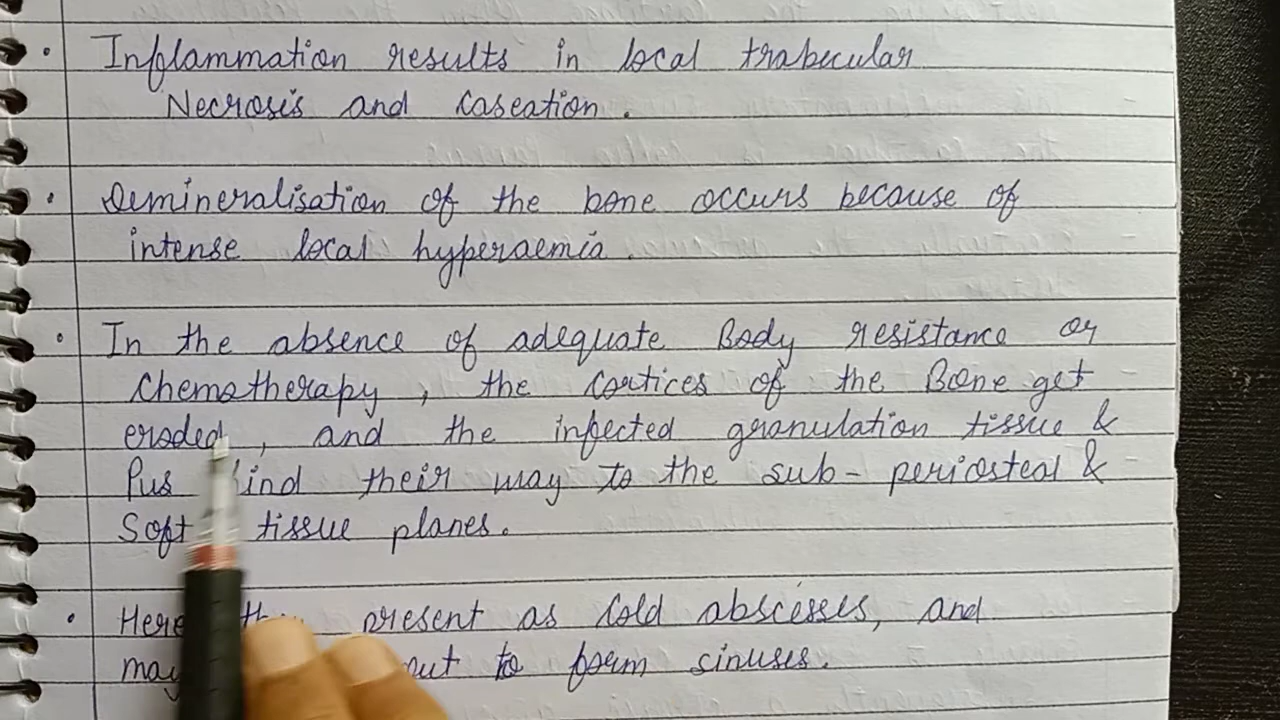 • Inflammation results in local trabecular
Necrosis and Caseation.
• Demineralisation of the bone occurs because of
intense local hyperaemia.
• In the absence of adequate Body resistance or
Chemotherapy, the Cortices of the Bone get
eroded, and the infected granulation tissue &
Pus find their way to the sub-periosteal &
Soft tissue planes.
• Here present as Cold abscesses, and
may out to form sinuses.